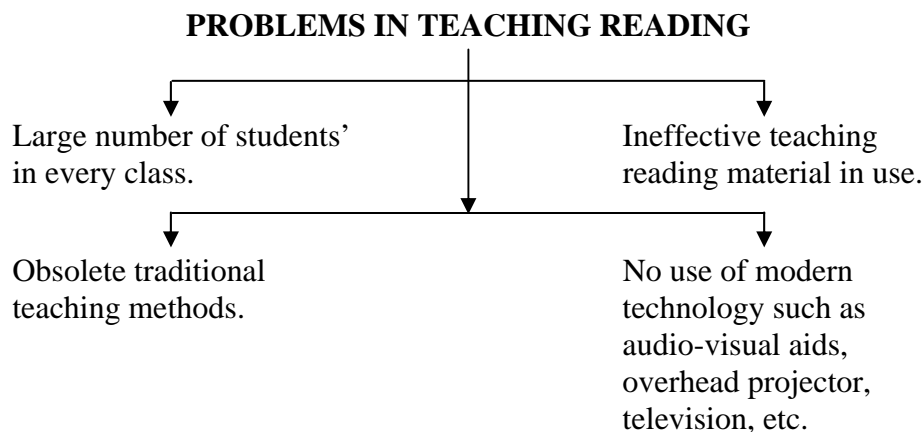 PROBLEMS IN TEACHING READING
Large number of students’
in every class.
Ineffective teaching
reading material in use.
Obsolete traditional
teaching methods.
No use of modern
technology such as
audio-visual aids,
overhead projector,
television, etc.